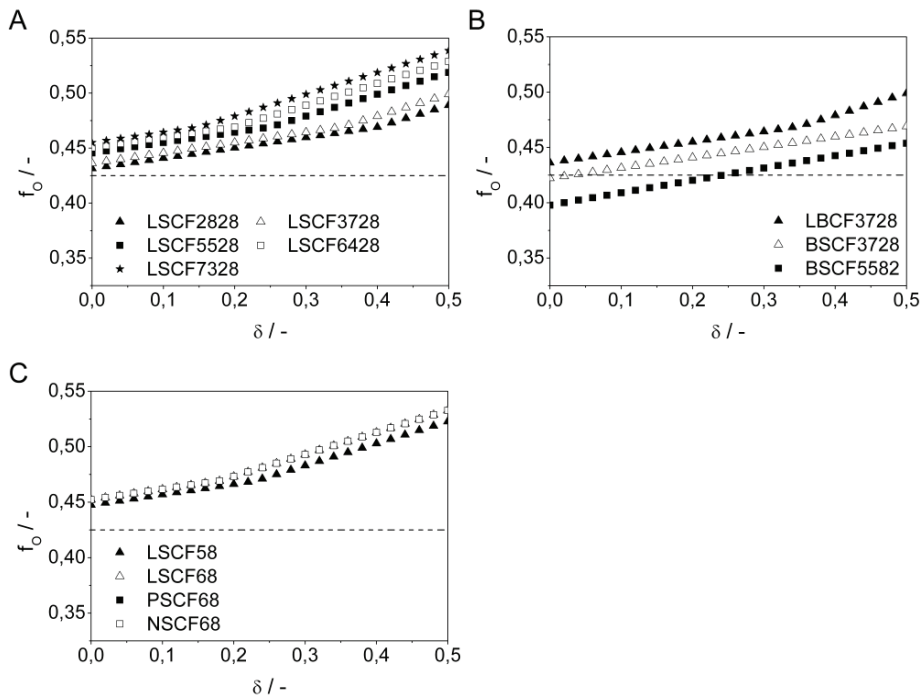 A
f_O / -
0,55
0,50
0,45
0,40
0,35
LSCF2828
LSCF3728
LSCF5528
LSCF6428
LSCF7328
0,0 0,1 0,2 0,3 0,4 0,5
δ / -
B
f_O / -
0,55
0,50
0,45
0,40
0,35
LBCF3728
BSCF3728
BSCF5582
0,0 0,1 0,2 0,3 0,4 0,5
δ / -
C
f_O / -
0,55
0,50
0,45
0,40
0,35
LSCF58
LSCF68
PSCF68
NSCF68
0,0 0,1 0,2 0,3 0,4 0,5
δ / -